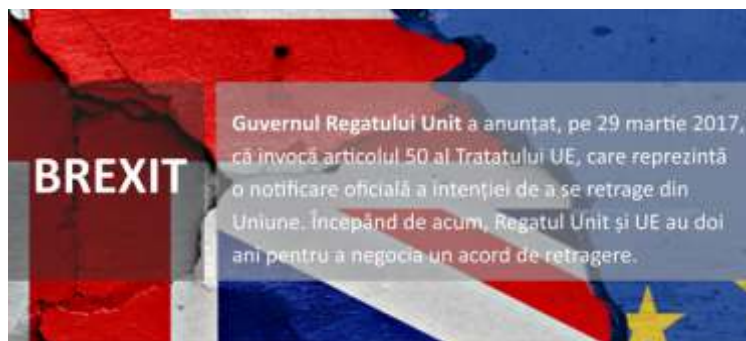 BREXIT
Guvernul Regatului Unit a anunțat, pe 29 martie 2017,
că invocă articolul 50 al Tratatului UE, care reprezintă
o notificare oficială a intenției de a se retrage din
Uniune. Începând de acum, Regatul Unit și UE au doi
ani pentru a negocia un acord de retragere.